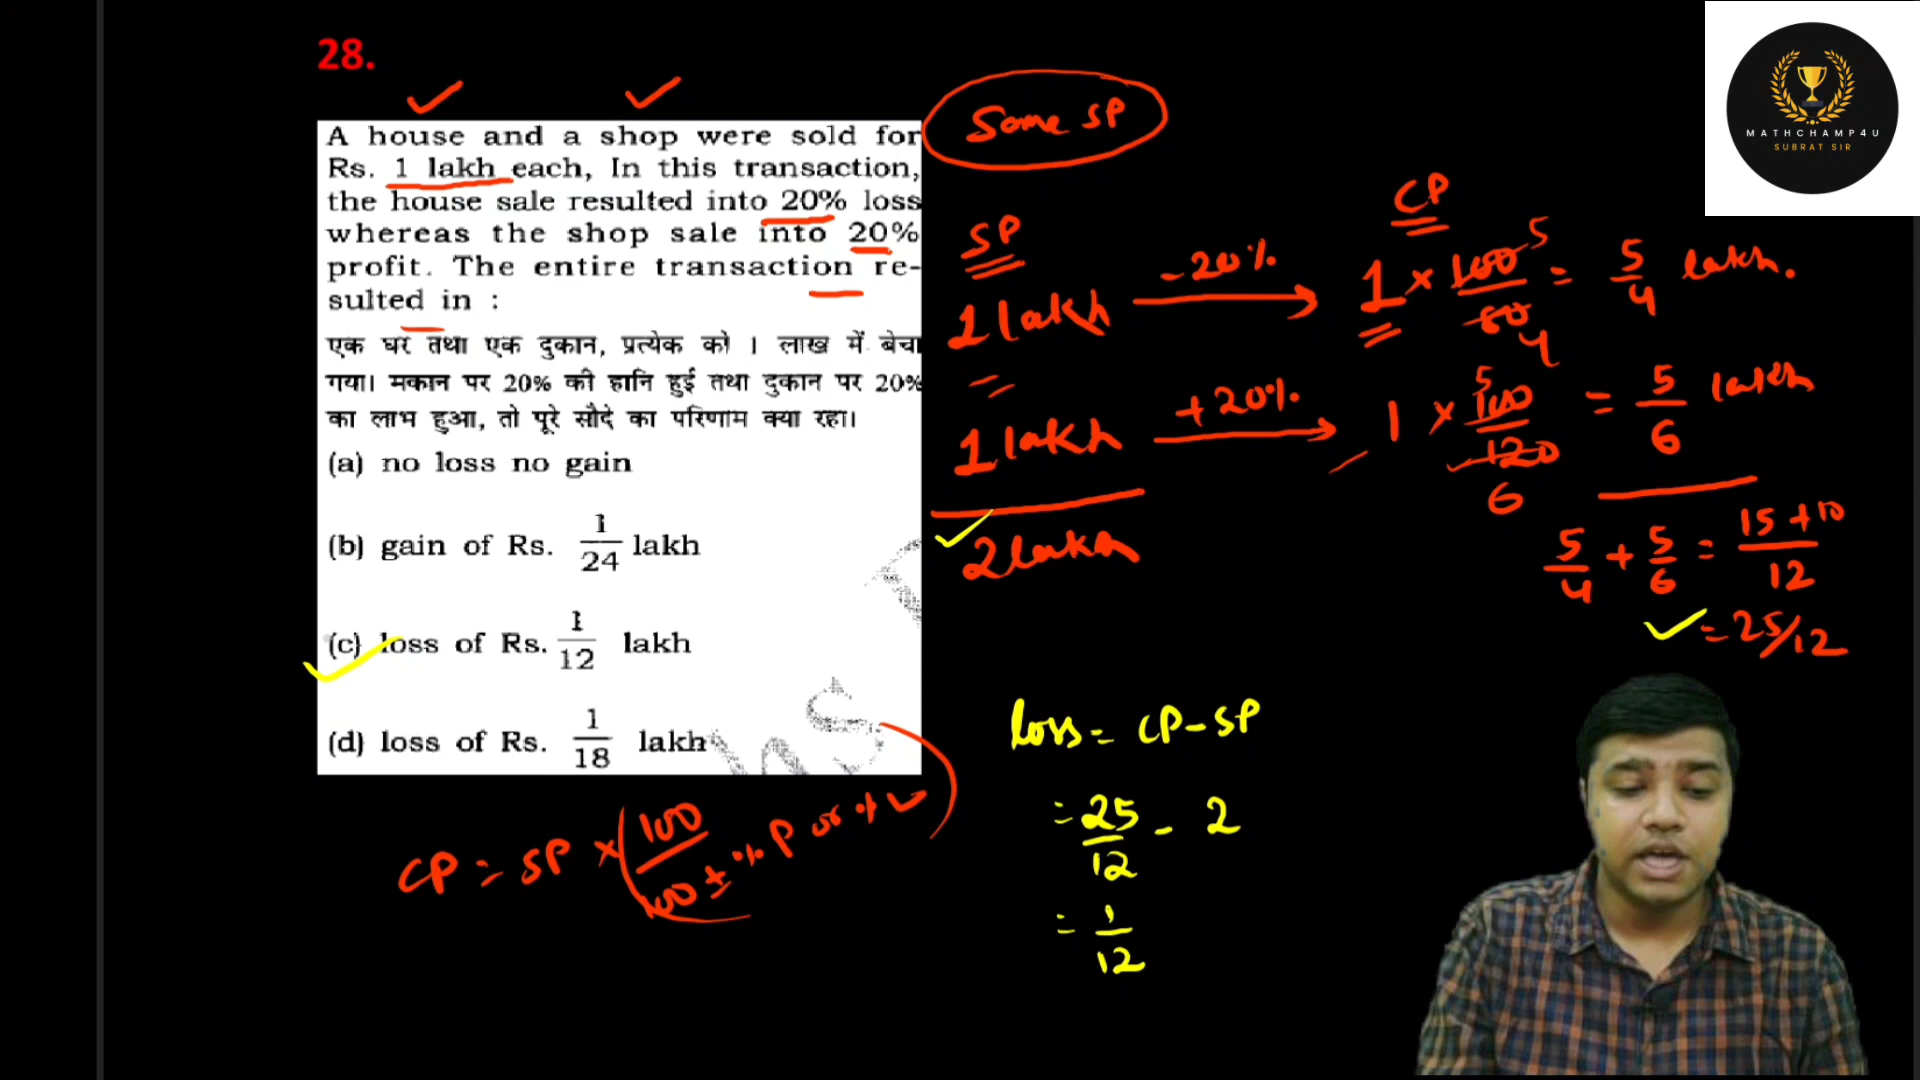 28.
A house and a shop were sold for
Rs. 1 lakh each, In this transaction,
the house sale resulted into 20% loss
whereas the shop sale into 20%
profit. The entire transaction re-
sulted in :
एक घर तथा एक दुकान, प्रत्येक को । लाख में बेचा
गया। मकान पर 20% की हानि हुई तथा दुकान पर 20%
का लाभ हुआ, तो पूरे सौदे का परिणाम क्या रहा।
(a) no loss no gain
(b) gain of Rs. 1/24 lakh
(c) loss of Rs. 1/12 lakh
(d) loss of Rs. 1/18 lakh
CP = SP × (100/100 ± % P or
Same SP
SP
CP
1 lakh -20% 1 × 100/80 = 5/4 lakh.
5
4
=
1 lakh +20% 1 × 100/120 = 5/6 lakh
5
6
2 lakh
5/4 + 5/6 = 15+10/12
= 25/12
loss = CP - SP
= 25/12 - 2
= 1/12
MATHCHAMP4U
SUBRAT SIR